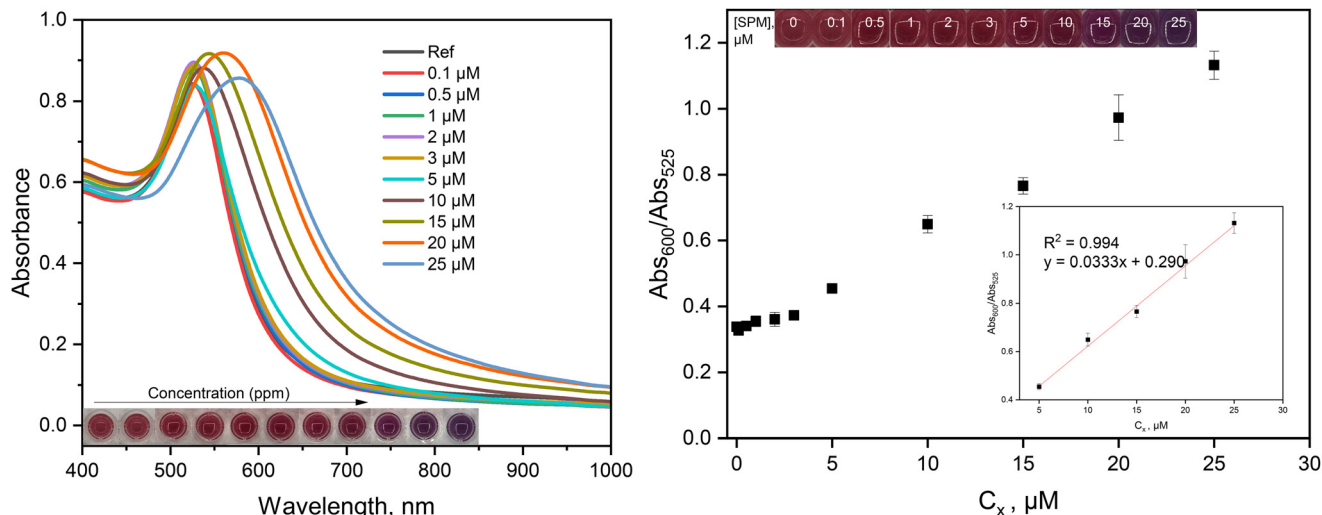 1.0
0.8
0.6
0.4
0.2
0.0
Absorbance
Ref
0.1 µM
0.5 µM
1 µM
2 µM
3 µM
5 µM
10 µM
15 µM
20 µM
25 µM
Concentration (ppm)
400 500 600 700 800 900 1000
Wavelength, nm
1.2
1.0
0.8
0.6
0.4
0.2
0.0
Abs600/Abs525
[SPM], 0 0.1 0.5 1 2 3 5 10 15 20 25
µM
1.2
1.0
0.8
0.6
0.4
Abs600/Abs525
R2 = 0.994
y = 0.0333x + 0.290
5 10 15 20 25
Cx , µM
0 5 10 15 20 25 30
Cx , µM